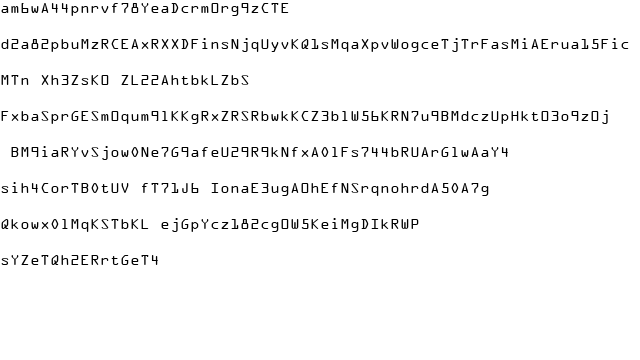 am6wA44pnrvf78YeaDcrm0rg9zCTE
d2a82pbuMzRCEAxRXXDFinsNjqUyvKQ1sMqaXpvWogceTjTrFasMiAErua15Fic
MTn Xh3ZsK0 ZL22AhtbkLZbS
FxbaSprGESm0qum91KKgRxZRSRbwkKCZ3b1W56KRN7u9BMdczUpHkt03o9z0j
BM9iaRYvSjow0Ne7G9afeU29R9kNfxA01Fs744bRUArG1wAaY4
sih4CorTB0tUV fT71J6 IonaE3ugA0hEfNSrqnohrdA50A7g
Qkowx01MqKSTbKL ejGpYcz182cg0W5KeiMgDIkRWP
sYZeTQh2ERrtGeT4